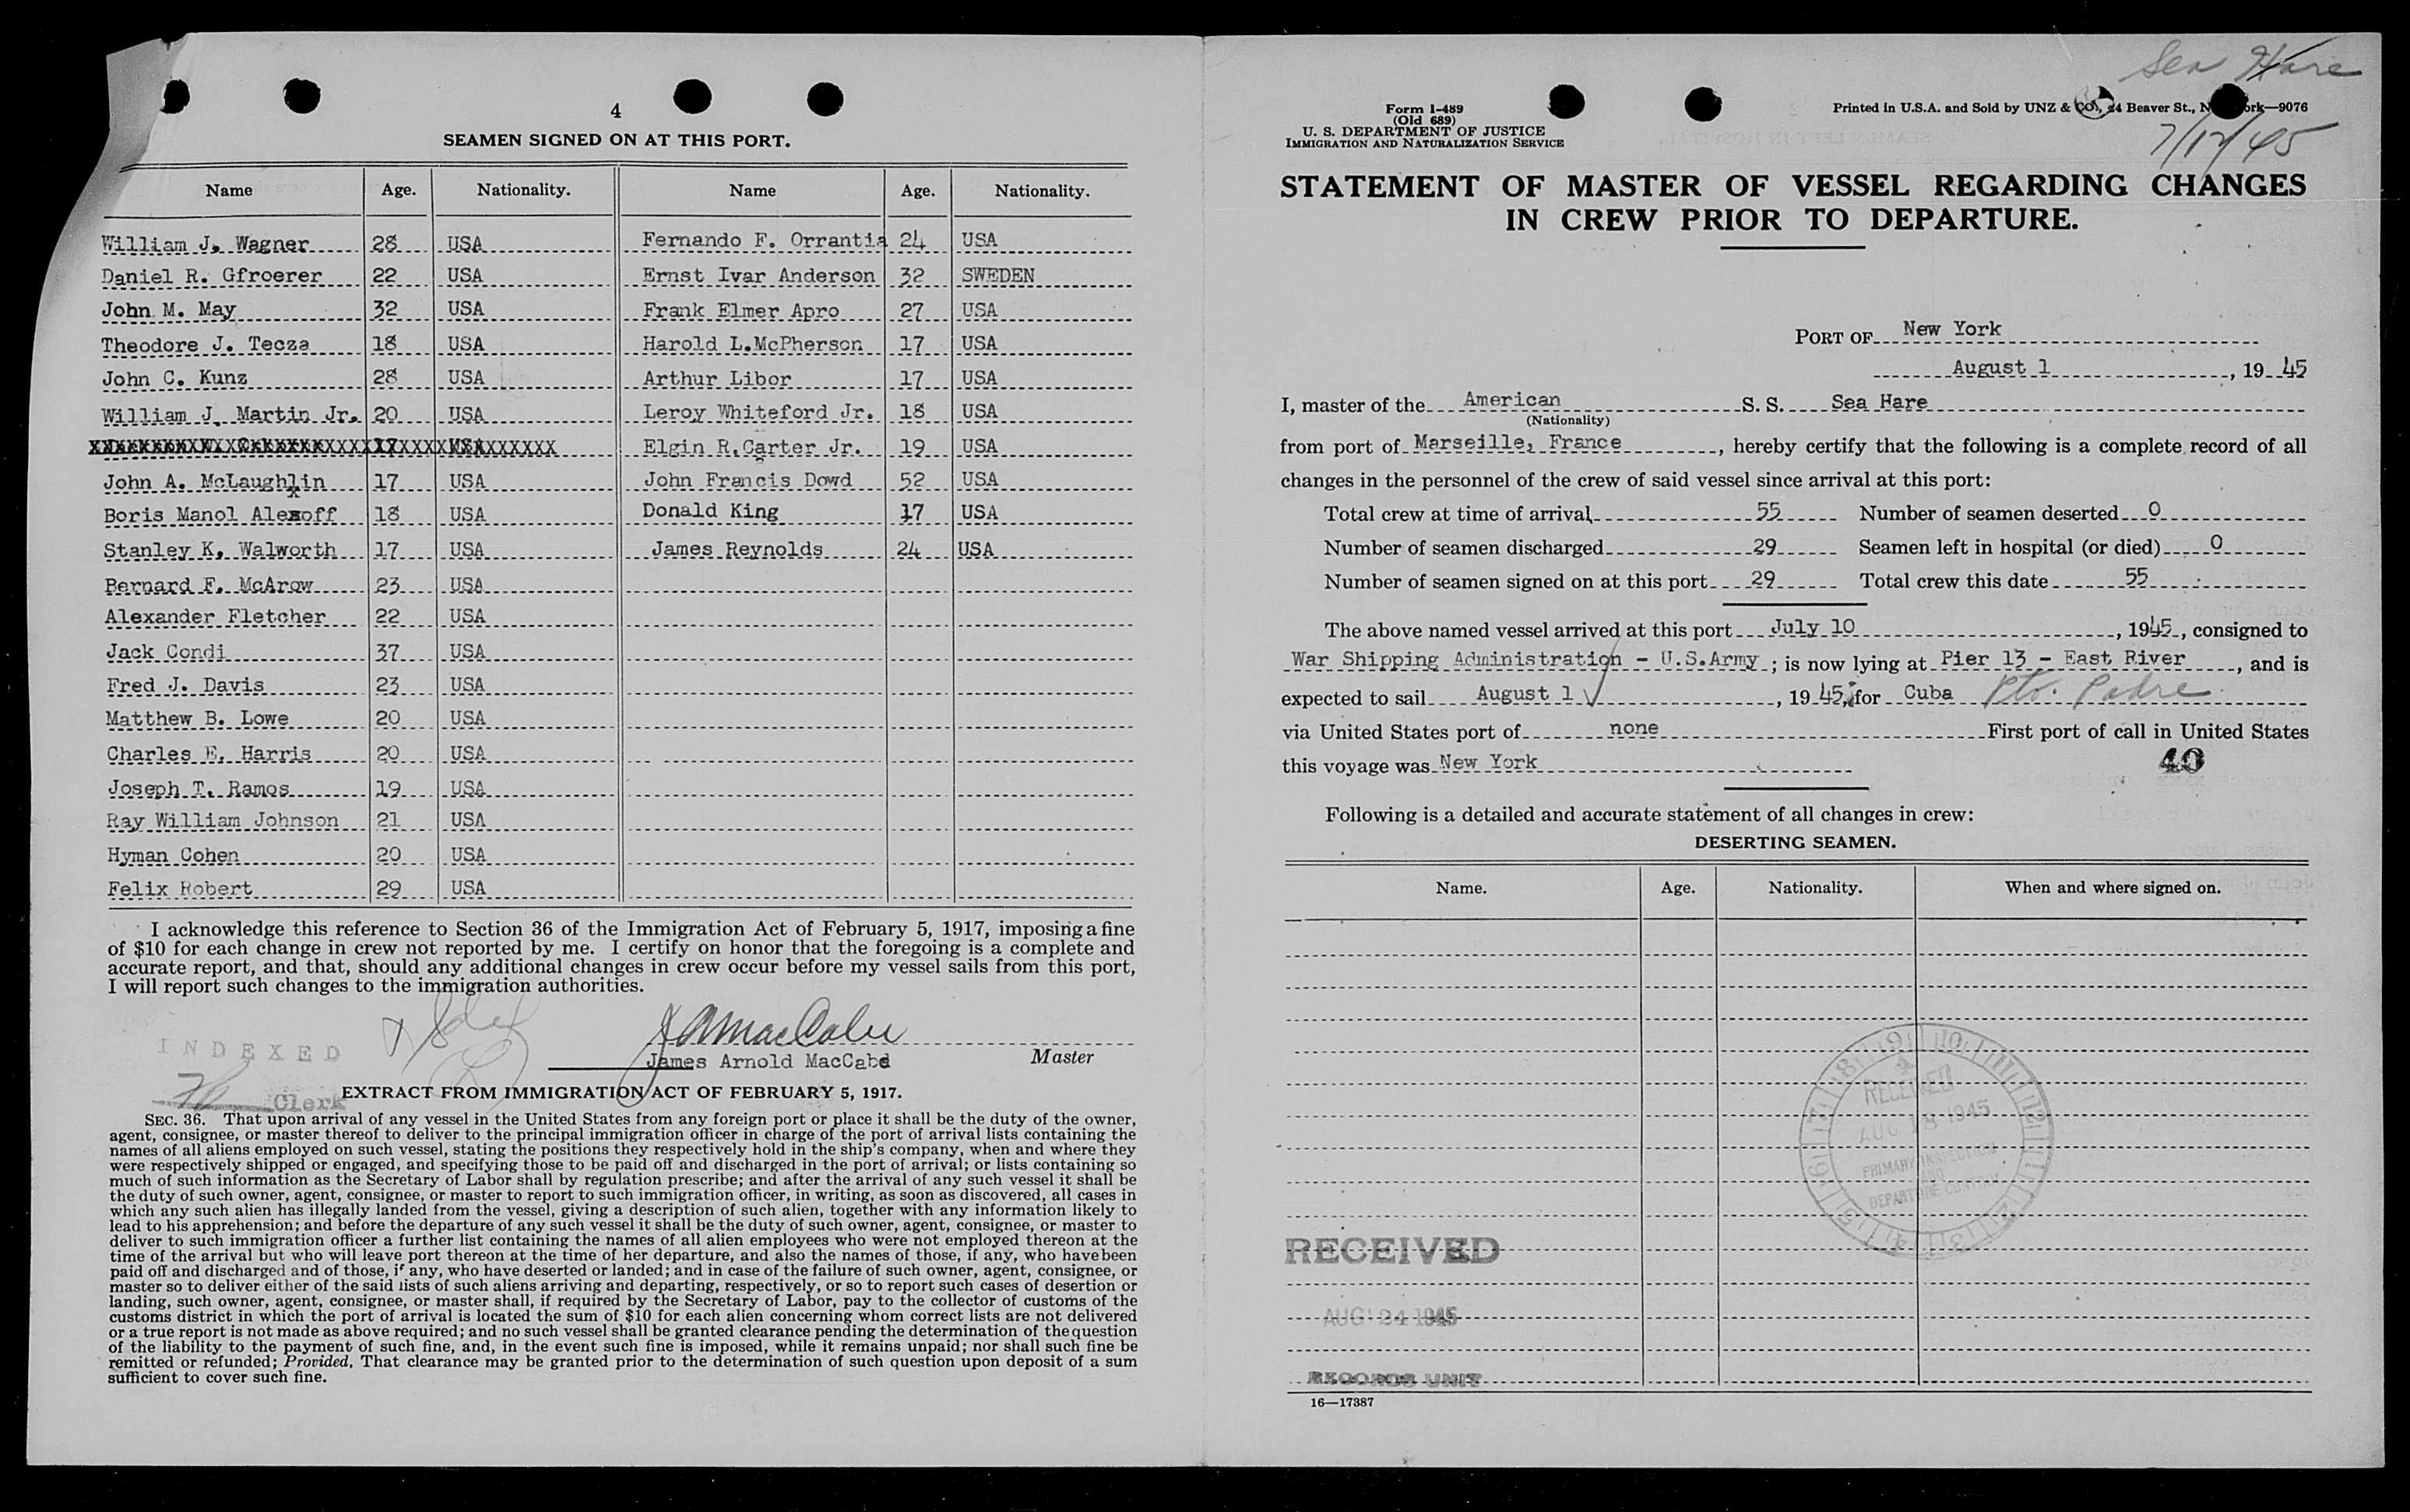 4
SEAMEN SIGNED ON AT THIS PORT.
Name Age. Nationality. Name Age. Nationality.
William J. Wagner 28 USA Fernando F. Orrantia 24 USA
Daniel R. Gfroerer 22 USA Ernst Ivar Anderson 32 SWEDEN
John M. May 32 USA Frank Elmer Apro 27 USA
Theodore J. Tecza 18 USA Harold L.McPherson 17 USA
John C. Kunz 28 USA Arthur Libor 17 USA
William J. Martin Jr. 20 USA Leroy Whiteford Jr. 18 USA
17 USA Elgin R.Carter Jr. 19 USA
John A. McLaughlin 17 USA John Francis Dowd 52 USA
Boris Manol Alexoff 18 USA Donald King 17 USA
Stanley K. Walworth 17 USA James Reynolds 24 USA
Bernard F. McArow 23 USA
Alexander Fletcher 22 USA
Jack Condi 37 USA
Fred J. Davis 23 USA
Matthew B. Lowe 20 USA
Charles E. Harris 20 USA
Joseph T. Ramos 19 USA
Ray William Johnson 21 USA
Hyman Cohen 20 USA
Felix Robert 29 USA
I acknowledge this reference to Section 36 of the Immigration Act of February 5, 1917, imposing a fine
of $10 for each change in crew not reported by me. I certify on honor that the foregoing is a complete and
accurate report, and that, should any additional changes in crew occur before my vessel sails from this port,
I will report such changes to the immigration authorities.
INDEXED
JAMacCabe
James Arnold MacCabe Master
Clerk
EXTRACT FROM IMMIGRATION ACT OF FEBRUARY 5, 1917.
SEC. 36. That upon arrival of any vessel in the United States from any foreign port or place it shall be the duty of the owner,
agent, consignee, or master thereof to deliver to the principal immigration officer in charge of the port of arrival lists containing the
names of all aliens employed on such vessel, stating the positions they respectively hold in the ship's company, when and where they
were respectively shipped or engaged, and specifying those to be paid off and discharged in the port of arrival; or lists containing so
much of such information as the Secretary of Labor shall by regulation prescribe; and after the arrival of any such vessel it shall be
the duty of such owner, agent, consignee, or master to report to such immigration officer, in writing, as soon as discovered, all cases in
which any such alien has illegally landed from the vessel, giving a description of such alien, together with any information likely to
lead to his apprehension; and before the departure of any such vessel it shall be the duty of such owner, agent, consignee, or master to
deliver to such immigration officer a further list containing the names of all alien employees who were not employed thereon at the
time of the arrival but who will leave port thereon at the time of her departure, and also the names of those, if any, who have been
paid off and discharged and of those, if any, who have deserted or landed; and in case of the failure of such owner, agent, consignee, or
master so to deliver either of the said lists of such aliens arriving and departing, respectively, or so to report such cases of desertion or
landing, such owner, agent, consignee, or master shall, if required by the Secretary of Labor, pay to the collector of customs of the
customs district in which the port of arrival is located the sum of $10 for each alien concerning whom correct lists are not delivered
or a true report is not made as above required; and no such vessel shall be granted clearance pending the determination of the question
of the liability to the payment of such fine, and, in the event such fine is imposed, while it remains unpaid; nor shall such fine be
remitted or refunded; Provided, That clearance may be granted prior to the determination of such question upon deposit of a sum
sufficient to cover such fine.
Sea Hare
Form I-489
(Old 689)
U. S. DEPARTMENT OF JUSTICE
IMMIGRATION AND NATURALIZATION SERVICE
Printed in U.S.A. and Sold by UNZ & CO., 24 Beaver St., New York—9076
7/12/45
STATEMENT OF MASTER OF VESSEL REGARDING CHANGES
IN CREW PRIOR TO DEPARTURE.
PORT OF New York
August 1, 1945
I, master of the American S. S. Sea Hare
(Nationality)
from port of Marseille, France, hereby certify that the following is a complete record of all
changes in the personnel of the crew of said vessel since arrival at this port:
Total crew at time of arrival 55 Number of seamen deserted 0
Number of seamen discharged 29 Seamen left in hospital (or died) 0
Number of seamen signed on at this port 29 Total crew this date 55
The above named vessel arrived at this port July 10, 1945, consigned to
War Shipping Administration - U.S.Army; is now lying at Pier 13 - East River, and is
expected to sail August 1, 1945, for Cuba Pto. Padre
via United States port of none First port of call in United States
this voyage was New York
40
Following is a detailed and accurate statement of all changes in crew:
DESERTING SEAMEN.
Name. Age. Nationality. When and where signed on.
RECEIVED
AUG 18 1945
PRIMARY INSPECTION
AND
DEPARTURE CONTROL
RECEIVED
AUG 24 1945
RECORDS UNIT
16—17387